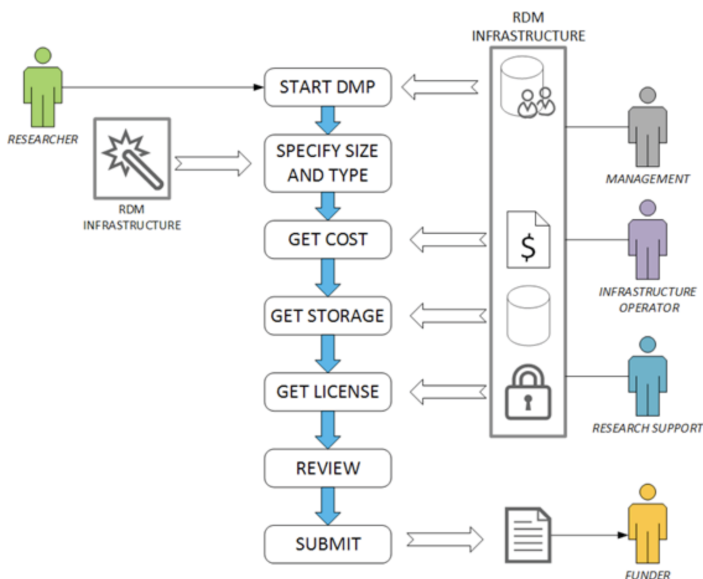 RDM
INFRASTRUCTURE
START DMP
RESEARCHER
SPECIFY SIZE
AND TYPE
RDM
INFRASTRUCTURE
MANAGEMENT
GET COST
$
INFRASTRUCTURE
OPERATOR
GET STORAGE
GET LICENSE
RESEARCH SUPPORT
REVIEW
SUBMIT
FUNDER